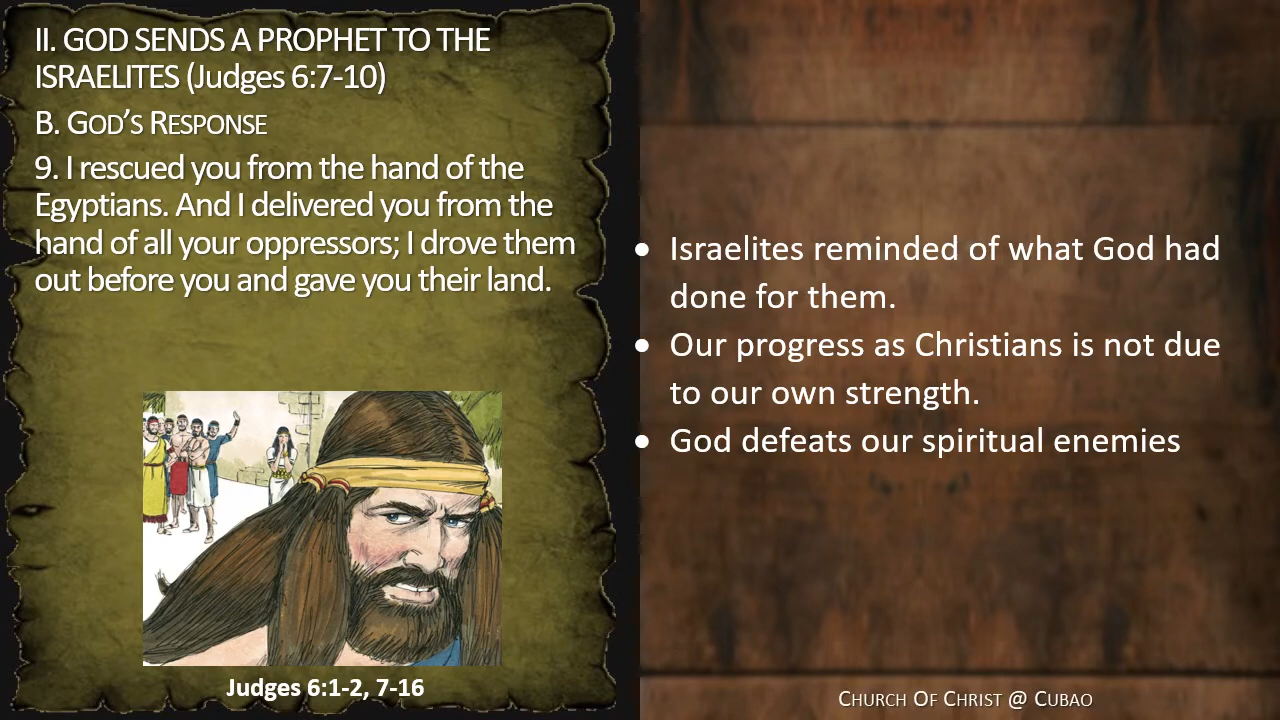 II. GOD SENDS A PROPHET TO THE
ISRAELITES (Judges 6:7-10)
B. GOD'S RESPONSE
9. I rescued you from the hand of the
Egyptians. And I delivered you from the
hand of all your oppressors; I drove them
out before you and gave you their land.
Judges 6:1-2, 7-16
• Israelites reminded of what God had
done for them.
• Our progress as Christians is not due
to our own strength.
• God defeats our spiritual enemies
CHURCH OF CHRIST @ CUBAO